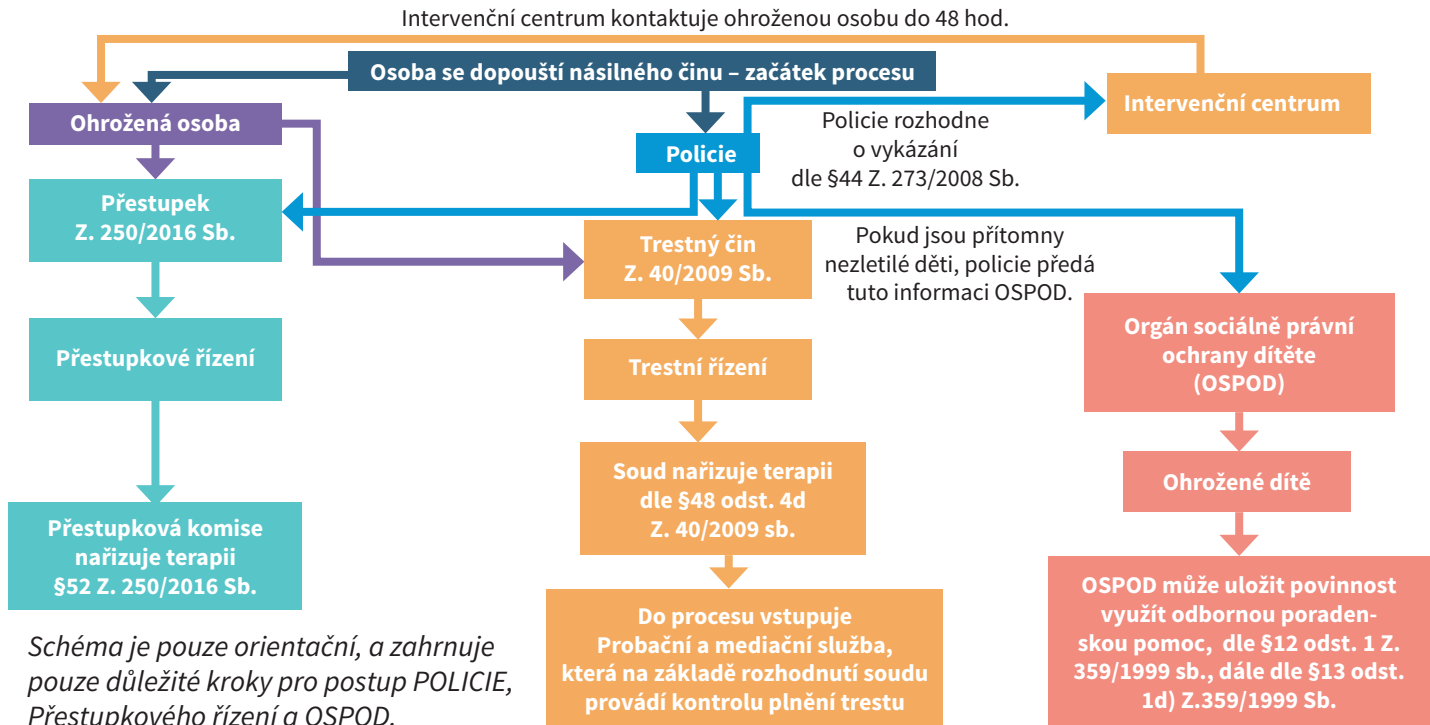 Intervenční centrum kontaktuje ohroženou osobu do 48 hod.
Osoba se dopouští násilného činu – začátek procesu
Intervenční centrum
Ohrožená osoba
Policie
Policie rozhodne
o vykázání
dle §44 Z. 273/2008 Sb.
Přestupek
Z. 250/2016 Sb.
Trestný čin
Z. 40/2009 Sb.
Pokud jsou přítomny
nezletilé děti, policie předá
tuto informaci OSPOD.
Orgán sociálně právní
ochrany dítěte
(OSPOD)
Přestupkové řízení
Trestní řízení
Soud nařizuje terapii
dle §48 odst. 4d
Z. 40/2009 sb.
Ohrožené dítě
Přestupková komise
nařizuje terapii
§52 Z. 250/2016 Sb.
Do procesu vstupuje
Probační a mediační služba,
která na základě rozhodnutí soudu
provádí kontrolu plnění trestu
OSPOD může uložit povinnost
využít odbornou poraden-
skou pomoc, dle §12 odst. 1 Z.
359/1999 sb., dále dle §13 odst.
1d) Z.359/1999 Sb.
Schéma je pouze orientační, a zahrnuje
pouze důležité kroky pro postup POLICIE,
Přestupkového řízení a OSPOD.